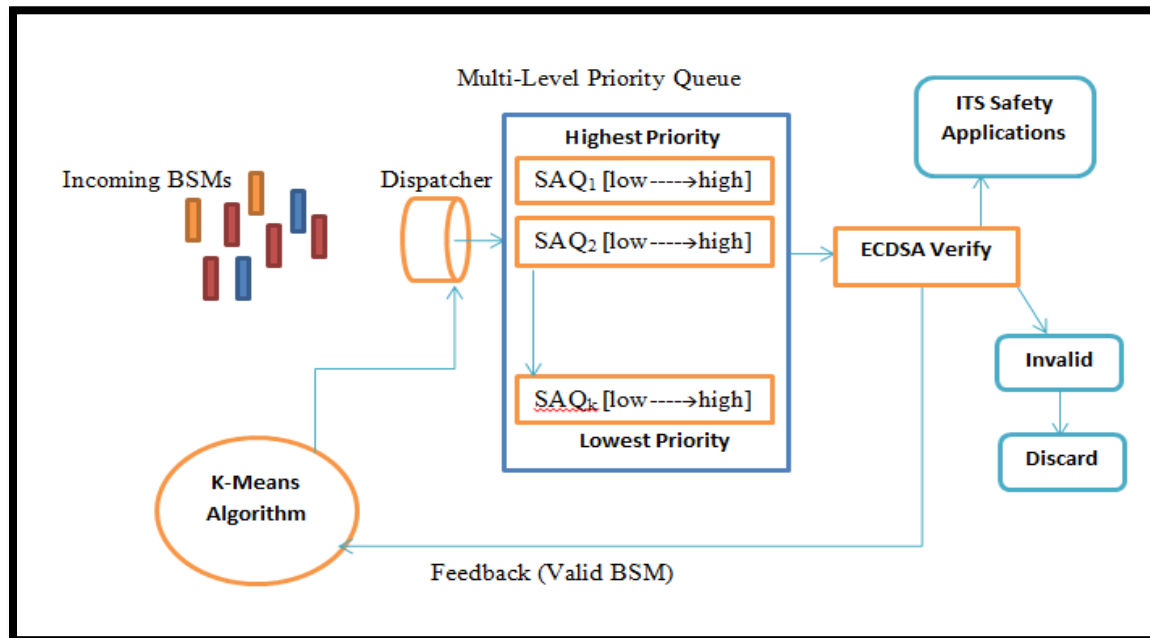 Multi-Level Priority Queue
ITS Safety
Applications
Highest Priority
Incoming BSMs
Dispatcher
SAQ₁ [low----→high]
SAQ₂ [low----→high]
ECDSA Verify
Invalid
SAQₖ [low----→high]
Lowest Priority
Discard
K-Means
Algorithm
Feedback (Valid BSM)